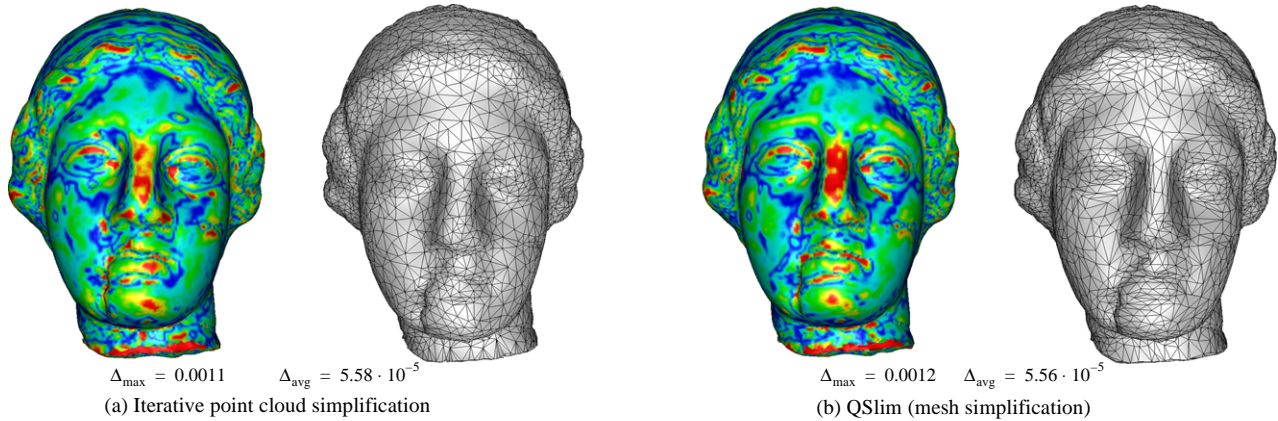 Δmax = 0.0011 Δavg = 5.58 · 10−5
(a) Iterative point cloud simplification
Δmax = 0.0012 Δavg = 5.56 · 10−5
(b) QSlim (mesh simplification)